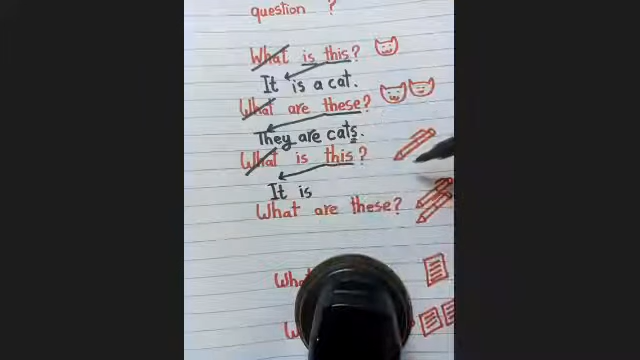 question ?
What is this?
It is a cat.
What are these?
They are cats.
What is this?
It is
What are these?